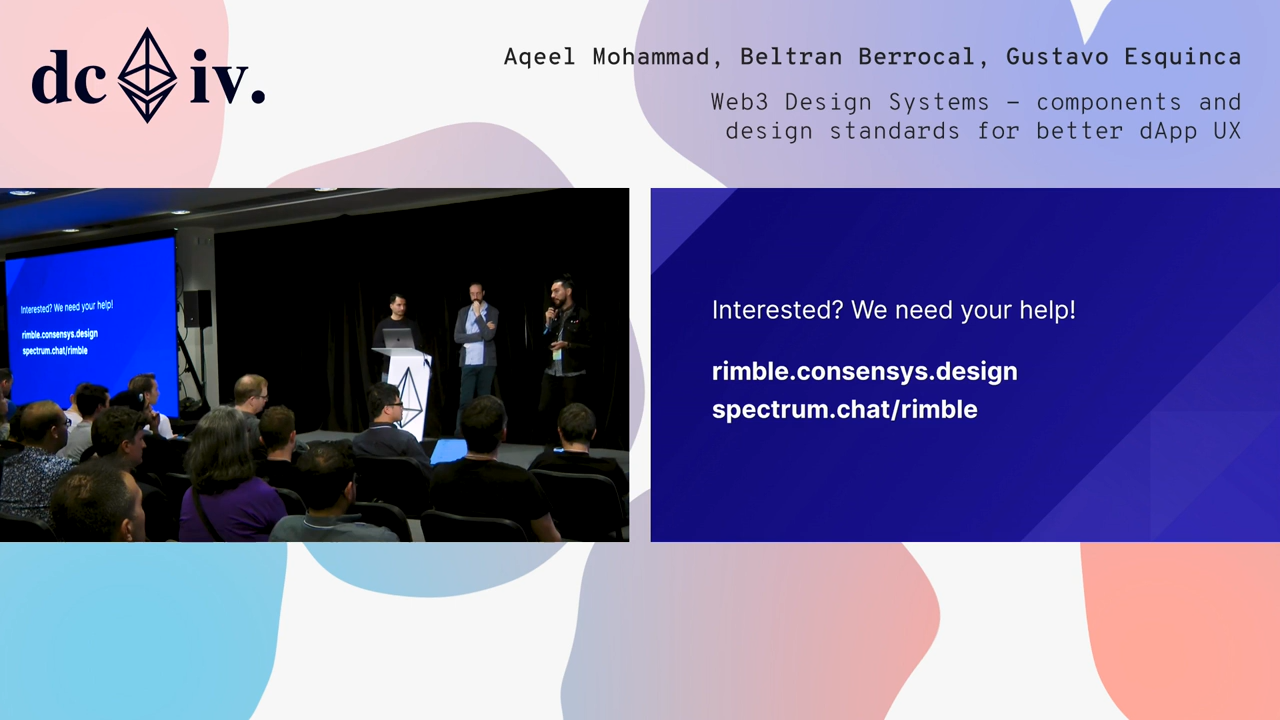 dc iv.
Aqeel Mohammad, Beltran Berrocal, Gustavo Esquinca
Web3 Design Systems – components and
design standards for better dApp UX
Interested? We need your help!
rimble.consensys.design
spectrum.chat/rimble
Interested? We need your help!
rimble.consensys.design
spectrum.chat/rimble